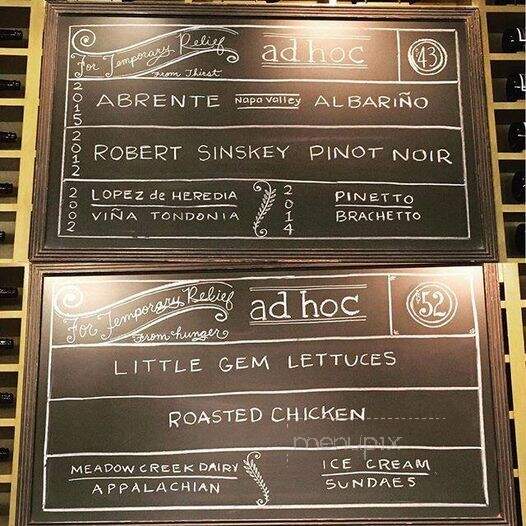 For Temporary Relief
From Thirst
ad hoc
$43
2015
ABRENTE Napa Valley ALBARIÑO
2012
ROBERT SINSKEY PINOT NOIR
2002
LOPEZ de HEREDIA
VIÑA TONDONIA
2014
PINETTO
BRACHETTO
For Temporary Relief
From hunger
ad hoc
$52
LITTLE GEM LETTUCES
ROASTED CHICKEN
menupix
MEADOW CREEK DAIRY
APPALACHIAN
ICE CREAM
SUNDAES